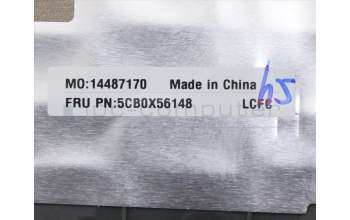 MO:14487170 Made in China
FRU PN:5CB0X56148 LCFC